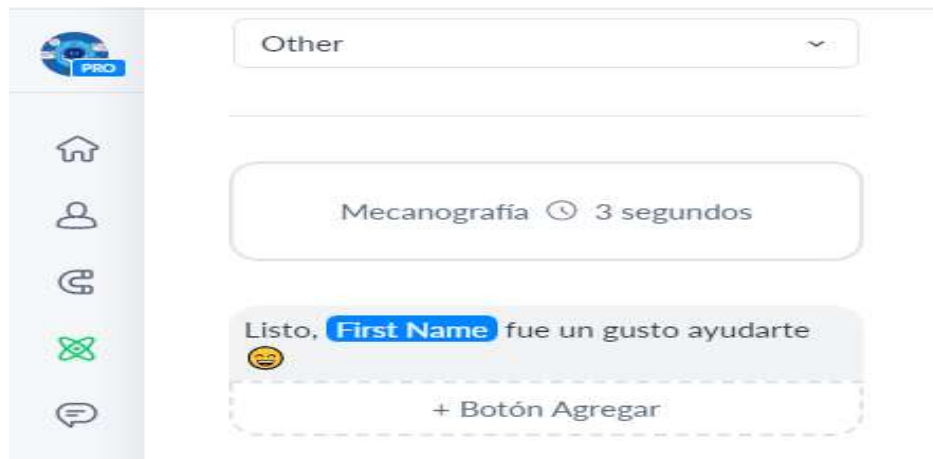 PRO
Other
Mecanografía 3 segundos
Listo, First Name fue un gusto ayudarte
😄
+ Botón Agregar